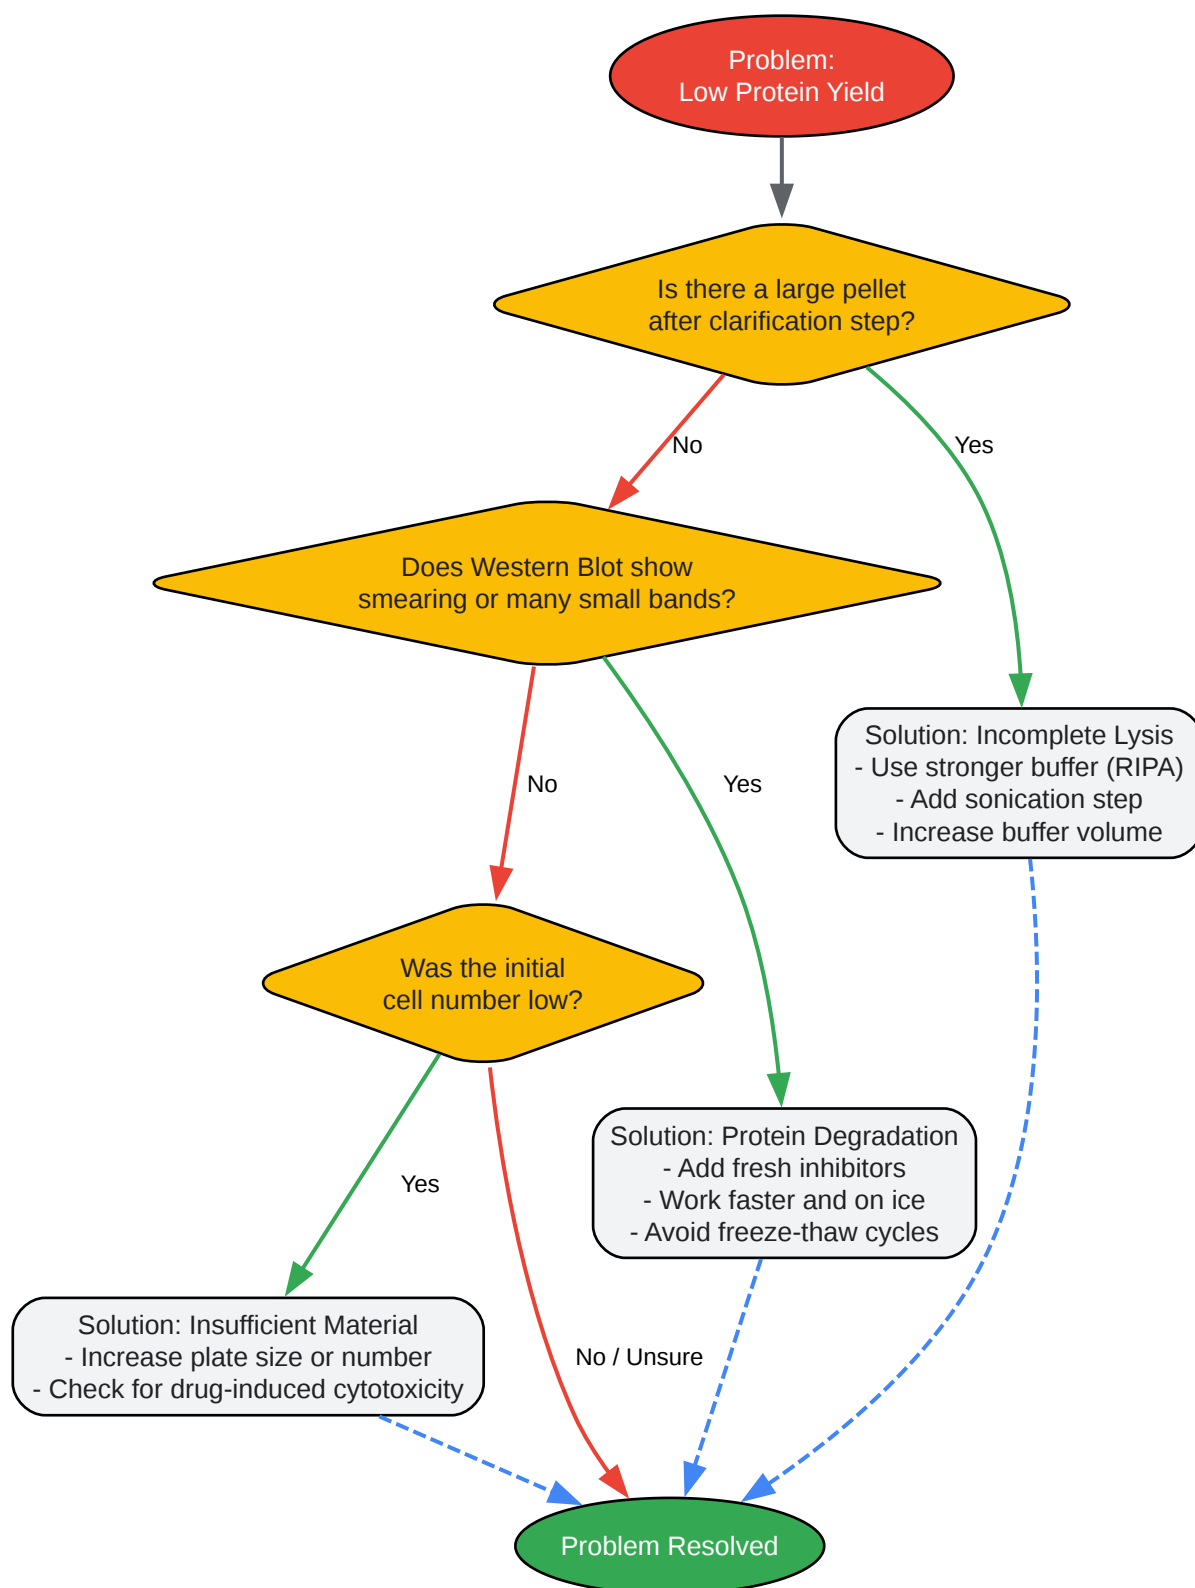 Problem:
Low Protein Yield
Is there a large pellet
after clarification step?
No
Yes
Does Western Blot show
smearing or many small bands?
Solution: Incomplete Lysis
- Use stronger buffer (RIPA)
- Add sonication step
- Increase buffer volume
No
Yes
Was the initial
cell number low?
Solution: Protein Degradation
- Add fresh inhibitors
- Work faster and on ice
- Avoid freeze-thaw cycles
Yes
No / Unsure
Solution: Insufficient Material
- Increase plate size or number
- Check for drug-induced cytotoxicity
Problem Resolved